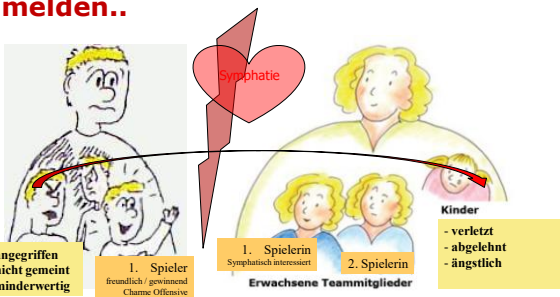 melden..
Symphatie
Kinder
- verletzt
- abgelehnt
- ängstlich
angegriffen
nicht gemeint
minderwertig
1. Spieler
freundlich / gewinnend
Charme Offensive
1. Spielerin
Symphatisch interessiert
2. Spielerin
Erwachsene Teammitglieder